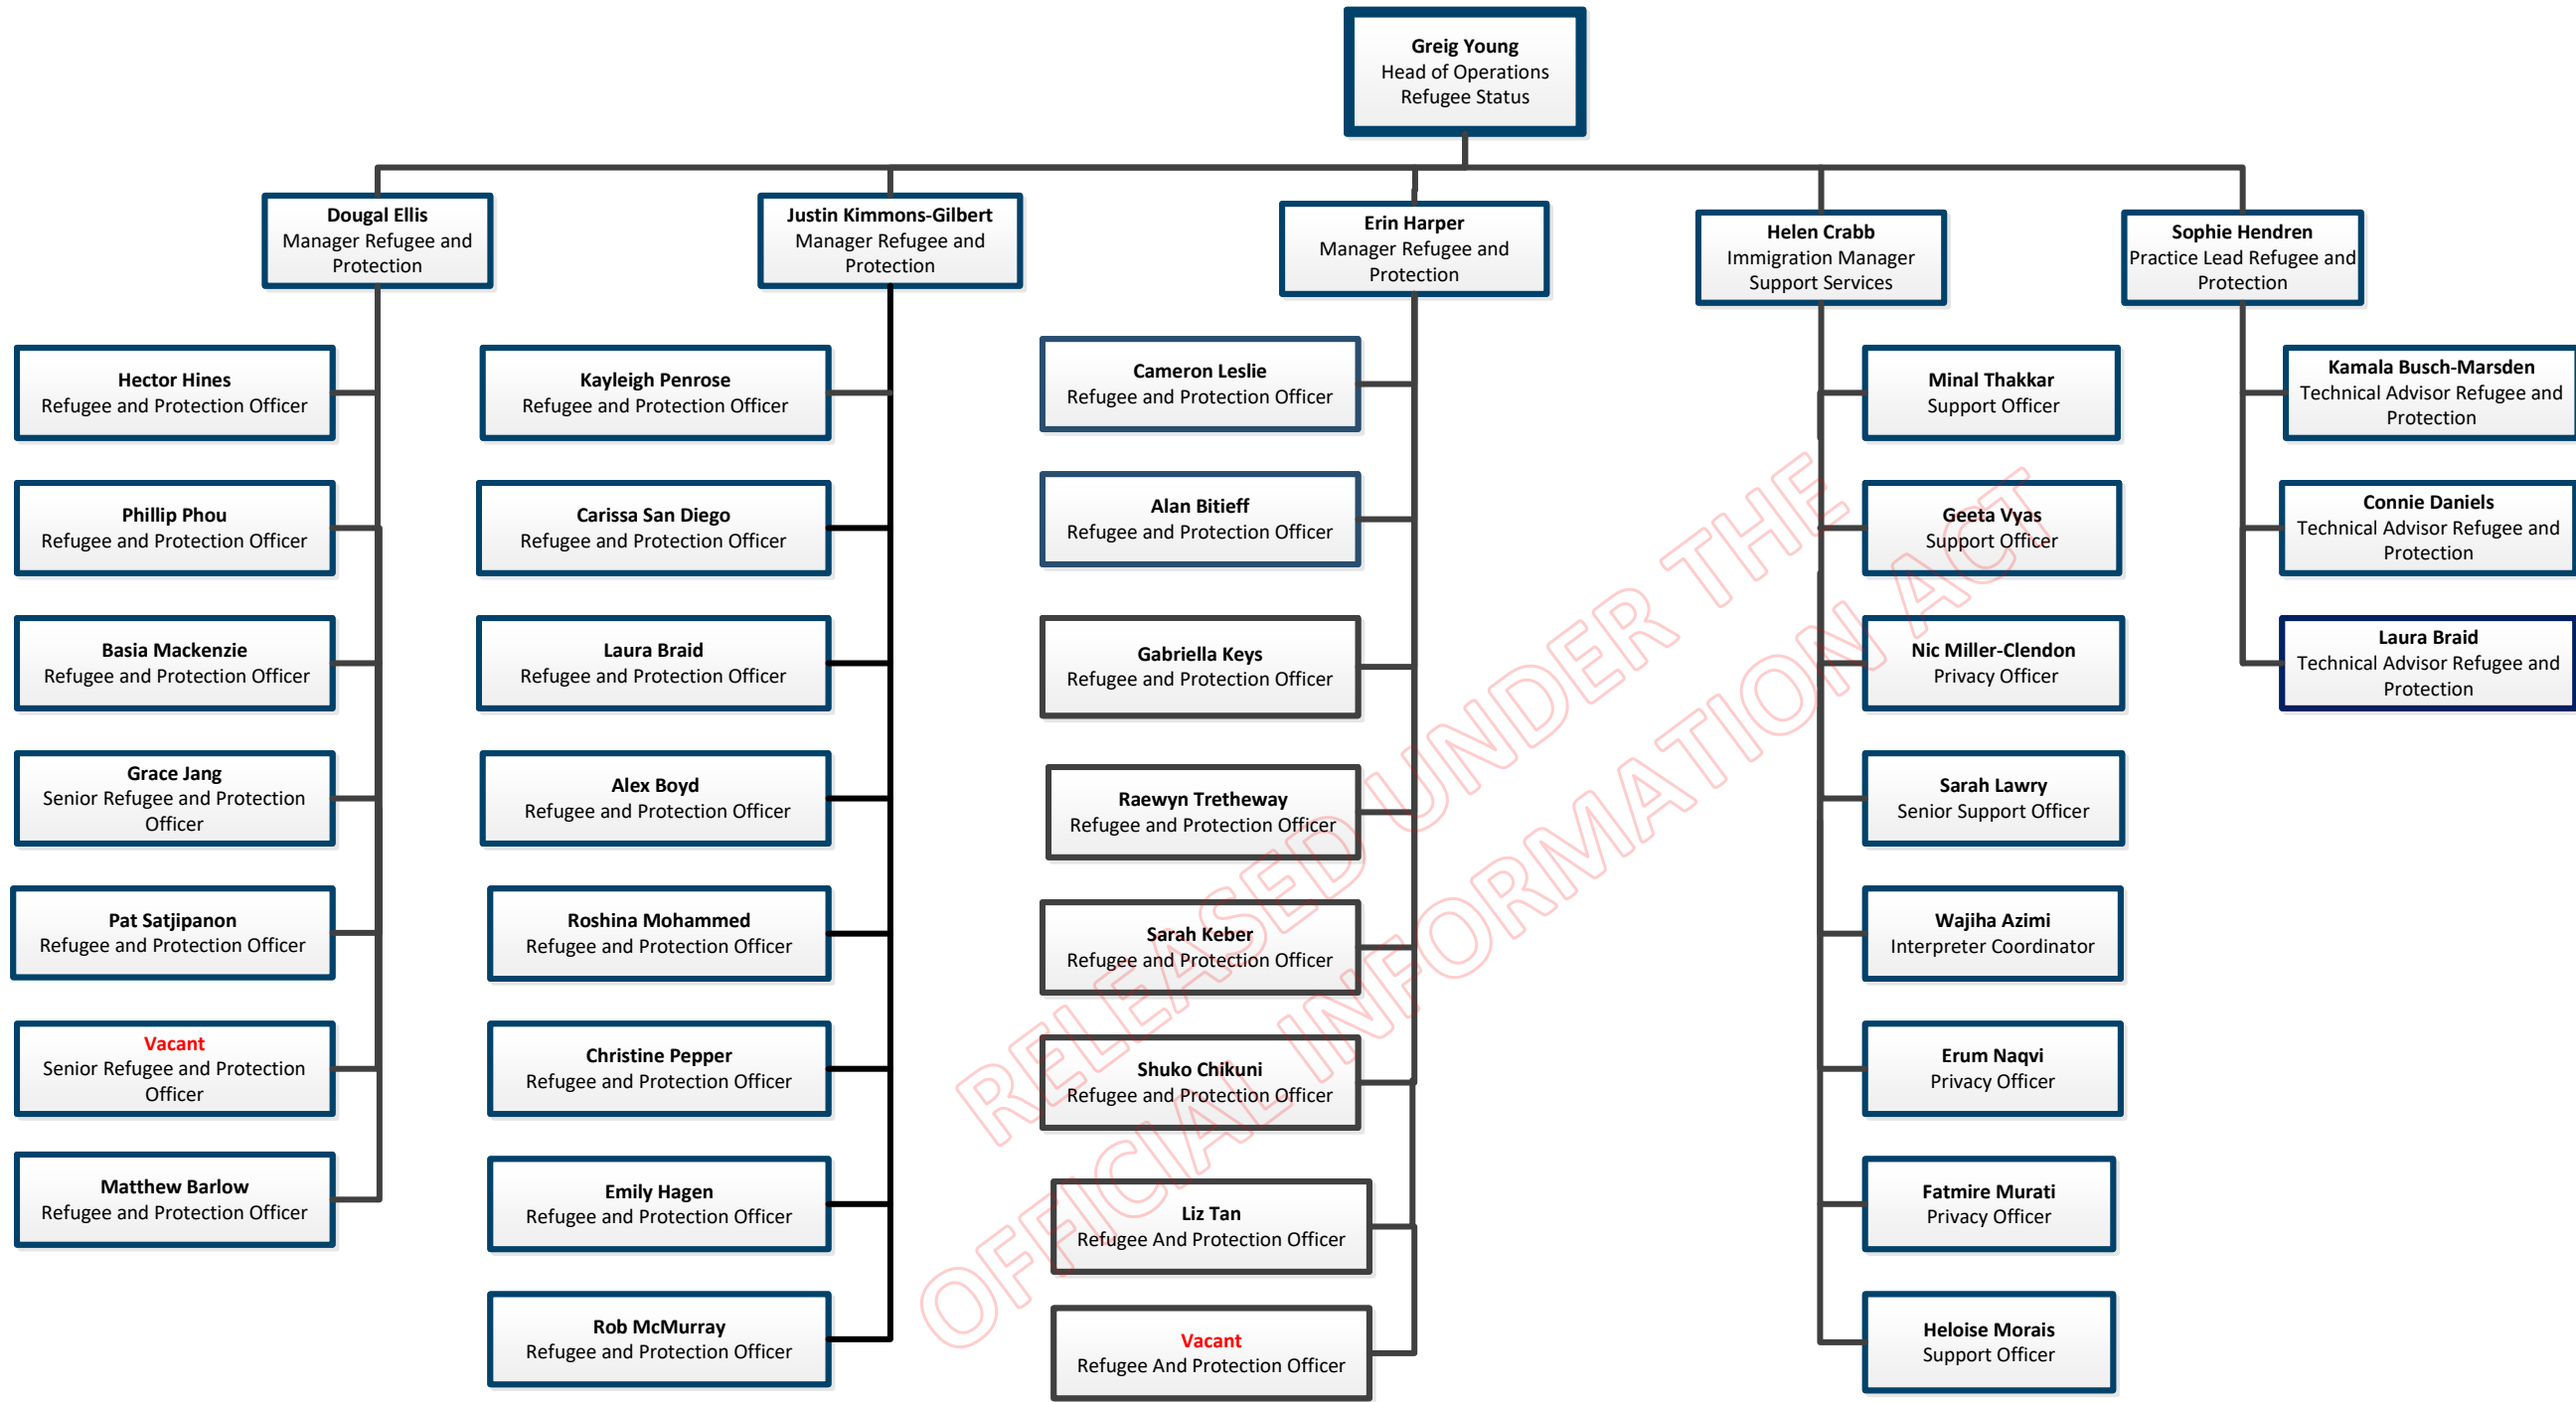 Greig Young
Head of Operations
Refugee Status
Dougal Ellis
Manager Refugee and
Protection
Justin Kimmons-Gilbert
Manager Refugee and
Protection
Erin Harper
Manager Refugee and
Protection
Helen Crabb
Immigration Manager
Support Services
Sophie Hendren
Practice Lead Refugee and
Protection
Hector Hines
Refugee and Protection Officer
Phillip Phou
Refugee and Protection Officer
Basia Mackenzie
Refugee and Protection Officer
Grace Jang
Senior Refugee and Protection
Officer
Pat Satjipanon
Refugee and Protection Officer
Vacant
Senior Refugee and Protection
Officer
Matthew Barlow
Refugee and Protection Officer
Kayleigh Penrose
Refugee and Protection Officer
Carissa San Diego
Refugee and Protection Officer
Laura Braid
Refugee and Protection Officer
Alex Boyd
Refugee and Protection Officer
Roshina Mohammed
Refugee and Protection Officer
Christine Pepper
Refugee and Protection Officer
Emily Hagen
Refugee and Protection Officer
Rob McMurray
Refugee and Protection Officer
Cameron Leslie
Refugee and Protection Officer
Alan Bitieff
Refugee and Protection Officer
Gabriella Keys
Refugee and Protection Officer
Raewyn Tretheway
Refugee and Protection Officer
Sarah Keber
Refugee and Protection Officer
Shuko Chikuni
Refugee and Protection Officer
Liz Tan
Refugee And Protection Officer
Vacant
Refugee And Protection Officer
Minal Thakkar
Support Officer
Geeta Vyas
Support Officer
Nic Miller-Clendon
Privacy Officer
Sarah Lawry
Senior Support Officer
Wajiha Azimi
Interpreter Coordinator
Erum Naqvi
Privacy Officer
Fatmire Murati
Privacy Officer
Heloise Morais
Support Officer
Kamala Busch-Marsden
Technical Advisor Refugee and
Protection
Connie Daniels
Technical Advisor Refugee and
Protection
Laura Braid
Technical Advisor Refugee and
Protection
RELEASED UNDER THE
OFFICIAL INFORMATION ACT